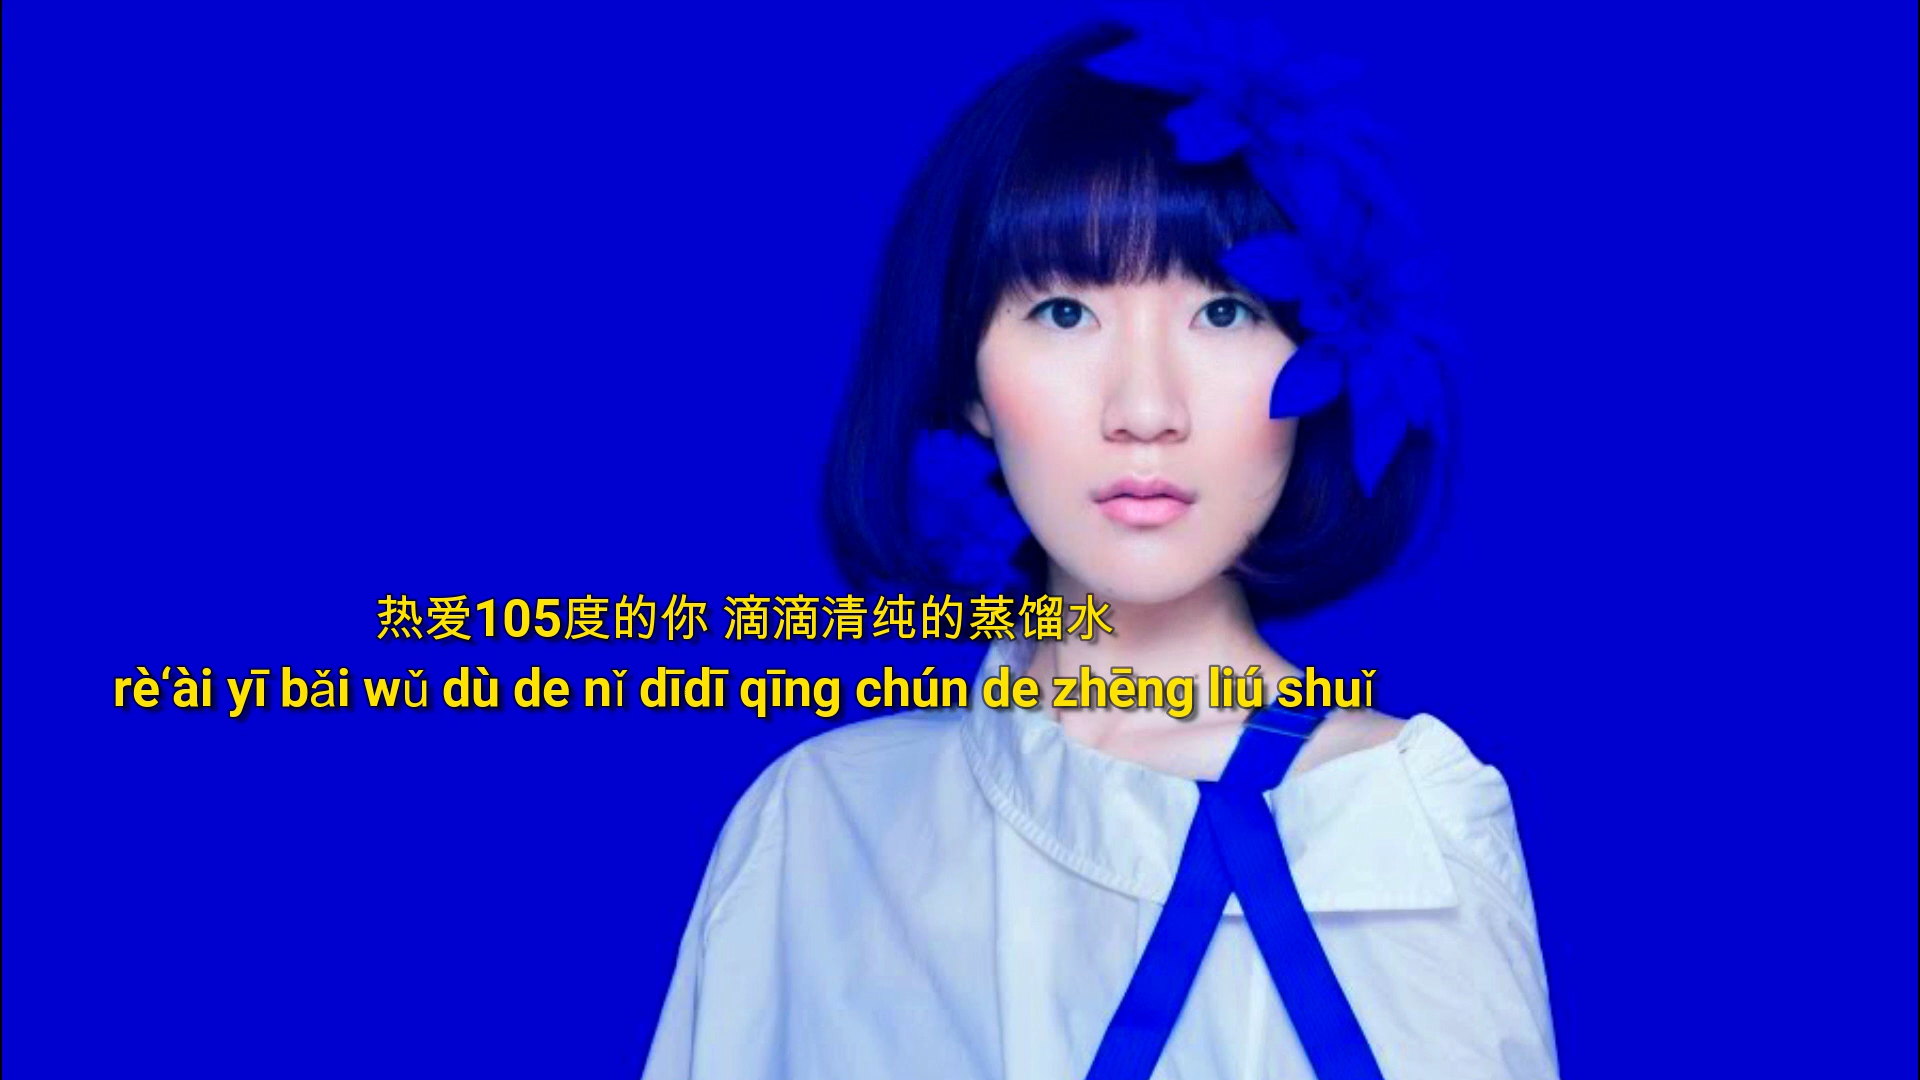 热爱105度的你 滴滴清纯的蒸馏水
rè‘ài yī bǎi wǔ dù de nǐ dīdī qīng chún de zhēng liú shuǐ